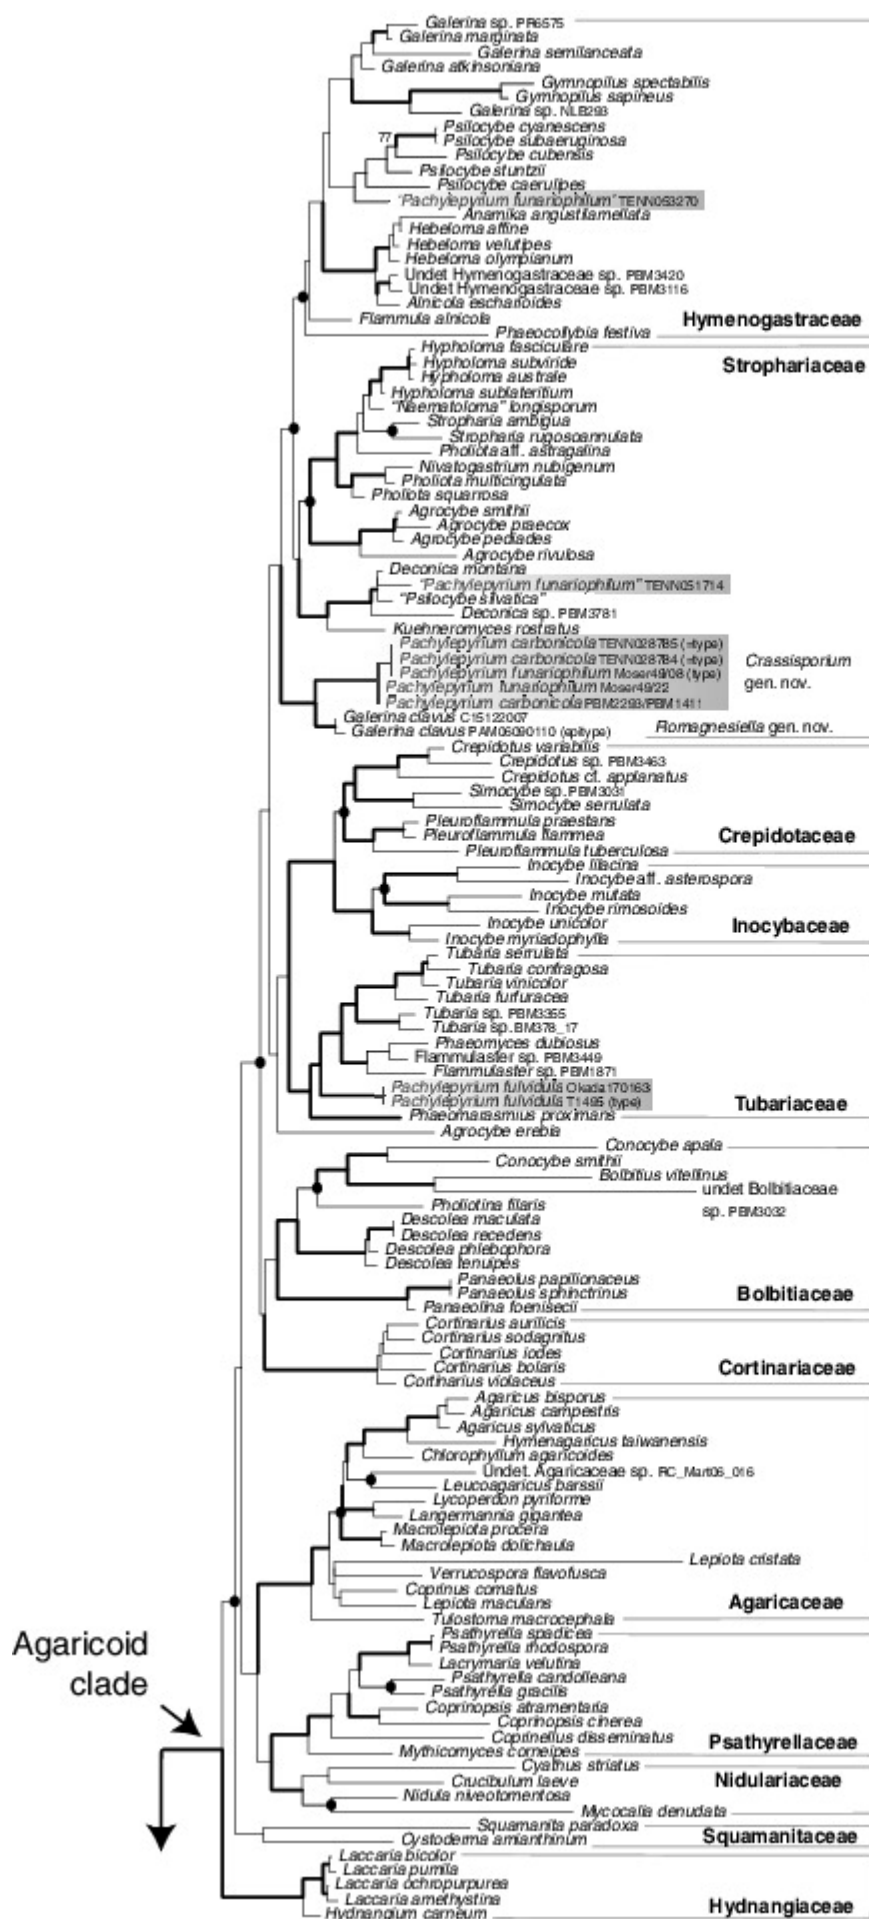 Galerina sp. PR6575
Galerina marginata
Galerina semilanceata
Galerina atkinsoniana
Gymnopilus spectabilis
Gymnopilus sapineus
Galerina sp. NLB293
Psilocybe cyanescens
77
Psilocybe subaeruginosa
Psilocybe cubensis
Psilocybe stuntzii
Psilocybe caerulipes
"Pachylepyrium funariophilum" TENN053270
Anamika angustilamellata
Hebeloma affine
Hebeloma velutipes
Hebeloma olympianum
Undet Hymenogastraceae sp. PBM3420
Undet Hymenogastraceae sp. PBM3116
Alnicola escharioides
Flammula alnicola
Hymenogastraceae
Phaeocollybia festiva
Hypholoma fasciculare
Hypholoma subviride
Strophariaceae
Hypholoma australe
Hypholoma sublateritium
"Naematoloma" longisporum
Stropharia ambigua
Stropharia rugosoannulata
Pholiota aff. astragalina
Nivatogastrium nubigenum
Pholiota multicingulata
Pholiota squarrosa
Agrocybe smithii
Agrocybe praecox
Agrocybe pediades
Agrocybe rivulosa
Deconica montana
"Pachylepyrium funariophilum" TENN051714
"Psilocybe silvatica"
Deconica sp. PBM3781
Kuehneromyces rostratus
Pachylepyrium carbonicola TENN028785 (=type)
Pachylepyrium carbonicola TENN028784 (=type)
Crassisporium
Pachylepyrium funariophilum Moser49/08 (type)
gen. nov.
Pachylepyrium funariophilum Moser49/22
Pachylepyrium carbonicola PBM2293/PBM1411
Galerina clavus C15122007
Romagnesiella gen. nov.
Galerina clavus PAM06090110 (epitype)
Crepidotus variabilis
Crepidotus sp. PBM3463
Crepidotus cf. applanatus
Simocybe sp. PBM3031
Simocybe serrulata
Pleuroflammula praestans
Pleuroflammula flammea
Crepidotaceae
Pleuroflammula tuberculosa
Inocybe lilacina
Inocybe aff. asterospora
Inocybe mutata
Inocybe rimosoides
Inocybe unicolor
Inocybaceae
Inocybe myriadophylla
Tubaria serrulata
Tubaria confragosa
Tubaria vinicolor
Tubaria furfuracea
Tubaria sp. PBM3355
Tubaria sp. BM378_17
Phaeomyces dubiosus
Flammulaster sp. PBM3449
Flammulaster sp. PBM1871
Pachylepyrium fulvidula Okada170163
Pachylepyrium fulvidula T1495 (type)
Tubariaceae
Phaeomarasmius proximans
Agrocybe erebia
Conocybe apala
Conocybe smithii
Bolbitius vitellinus
undet Bolbitiaceae
sp. PBM3032
Pholiotina filaris
Descolea maculata
Descolea recedens
Descolea phlebophora
Descolea tenuipes
Panaeolus papilionaceus
Panaeolus sphinctrinus
Bolbitiaceae
Panaeolina foenisecii
Cortinarius aurilicis
Cortinarius sodagnitus
Cortinarius iodes
Cortinarius bolaris
Cortinariaceae
Cortinarius violaceus
Agaricus bisporus
Agaricus campestris
Agaricus sylvaticus
Hymenagaricus taiwanensis
Chlorophyllum agaricoides
Undet. Agaricaceae sp. RC_Mart06_016
Leucoagaricus barssii
Lycoperdon pyriforme
Langermannia gigantea
Macrolepiota procera
Macrolepiota dolichaula
Lepiota cristata
Verrucospora flavofusca
Coprinus comatus
Lepiota maculans
Agaricaceae
Tulostoma macrocephala
Psathyrella spadicea
Psathyrella rhodospora
Lacrymaria velutina
Agaricoid
clade
Psathyrella candolleana
Psathyrella gracilis
Coprinopsis atramentaria
Coprinopsis cinerea
Coprinellus disseminatus
Psathyrellaceae
Mythicomyces corneipes
Cyathus striatus
Crucibulum laeve
Nidulariaceae
Nidula niveotomentosa
Mycocalia denudata
Squamanita paradoxa
Cystoderma amianthinum
Squamanitaceae
Laccaria bicolor
Laccaria pumila
Laccaria ochropurpurea
Laccaria amethystina
Hydnangium carneum
Hydnangiaceae